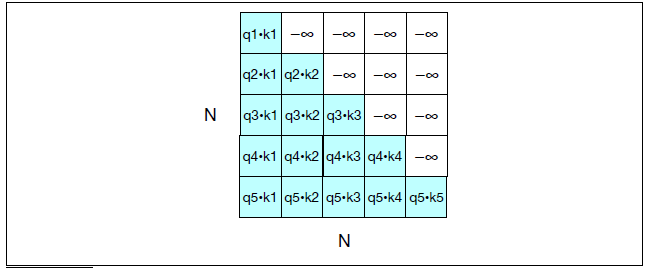 q1•k1 −∞ −∞ −∞ −∞
q2•k1 q2•k2 −∞ −∞ −∞
N q3•k1 q3•k2 q3•k3 −∞ −∞
q4•k1 q4•k2 q4•k3 q4•k4 −∞
q5•k1 q5•k2 q5•k3 q5•k4 q5•k5
N